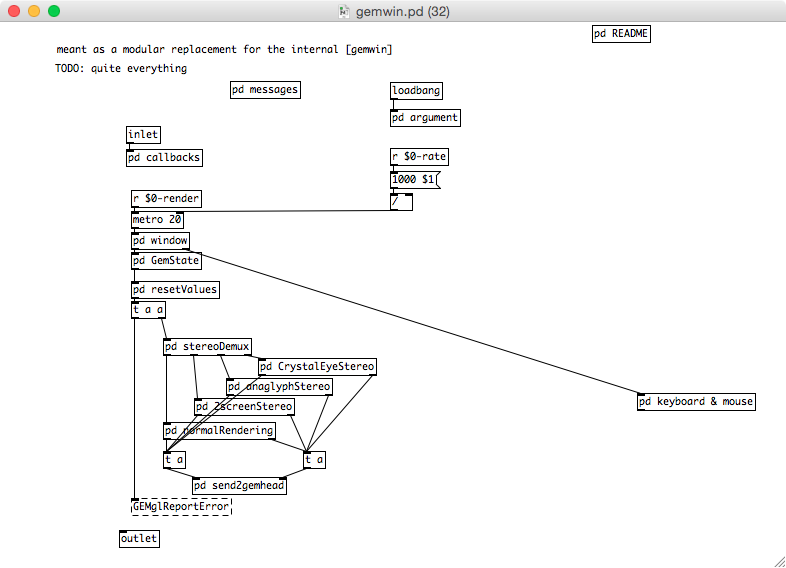 gemwin.pd (32)
pd README
meant as a modular replacement for the internal [gemwin]
TODO: quite everything
pd messages
loadbang
pd argument
inlet
pd callbacks
r $0-rate
1000 $1
/
r $0-render
metro 20
pd window
pd GemState
pd resetValues
t a a
pd stereoDemux
pd CrystalEyeStereo
pd anaglyphStereo
pd 2screenStereo
pd keyboard & mouse
pd normalRendering
t a
t a
pd send2gemhead
GEMglReportError
outlet